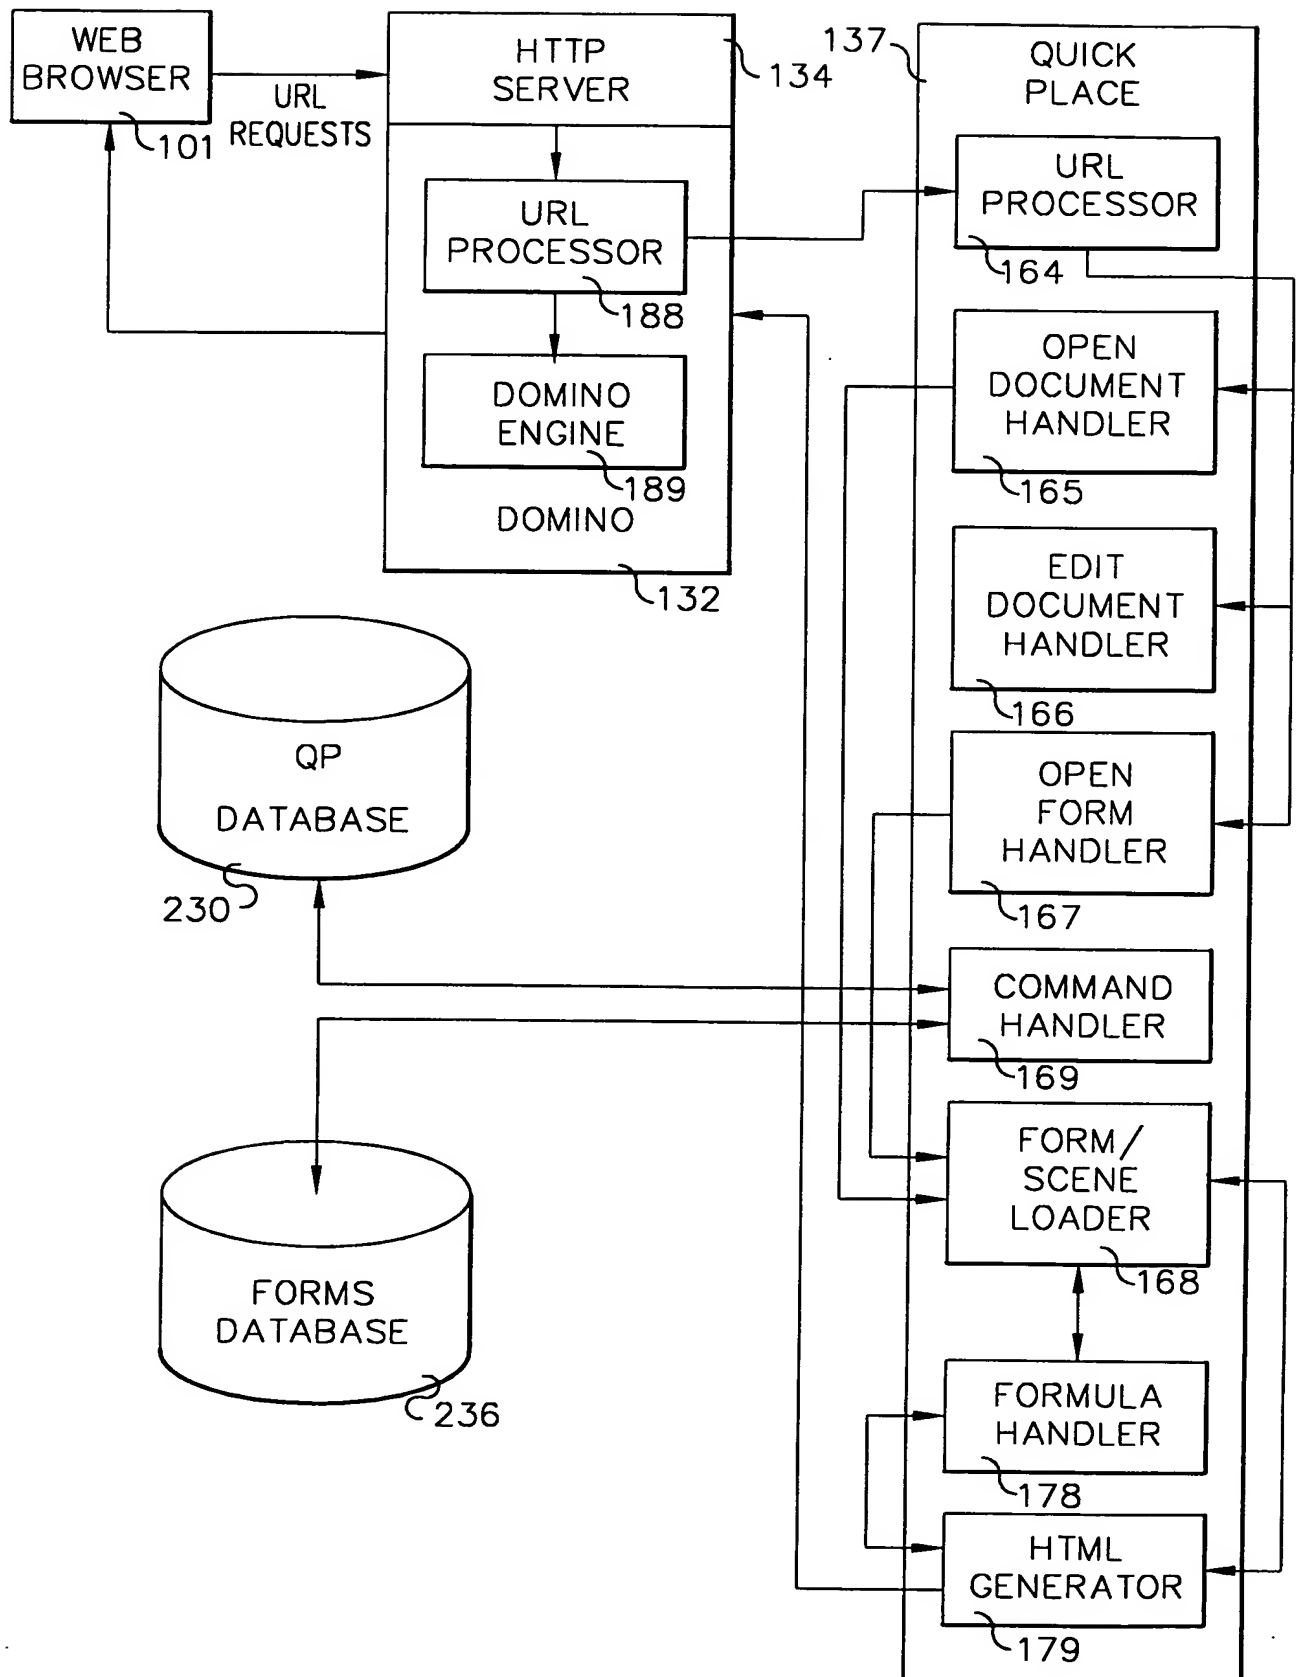 WEB
BROWSER
101
URL
REQUESTS
HTTP
SERVER
134
URL
PROCESSOR
188
DOMINO
ENGINE
189
DOMINO
132
137
QUICK
PLACE
URL
PROCESSOR
164
OPEN
DOCUMENT
HANDLER
165
EDIT
DOCUMENT
HANDLER
166
OPEN
FORM
HANDLER
167
COMMAND
HANDLER
169
FORM/
SCENE
LOADER
168
FORMULA
HANDLER
178
HTML
GENERATOR
179
QP
DATABASE
230
FORMS
DATABASE
236